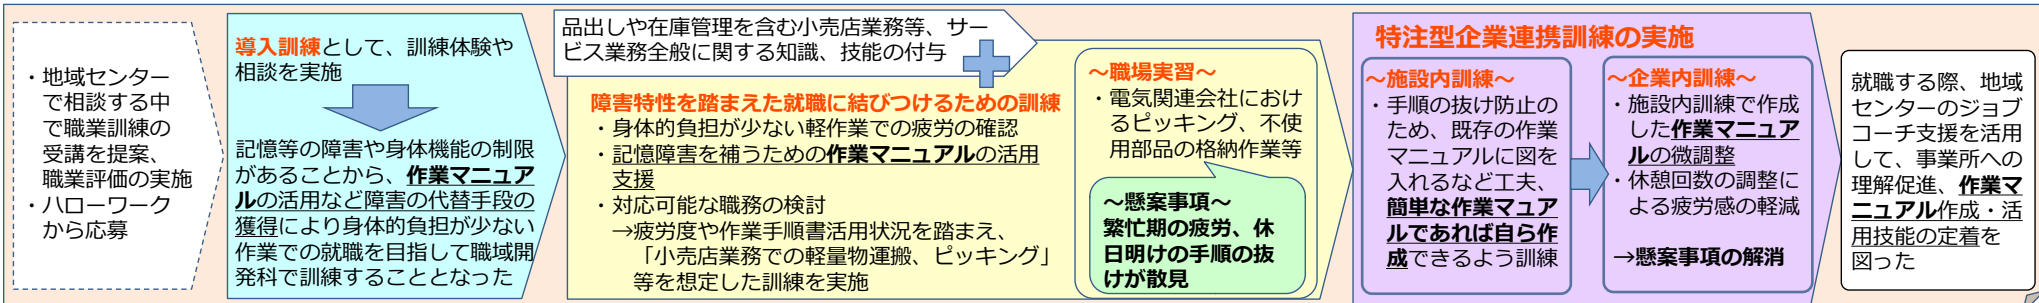 ・地域センター
で相談する中
で職業訓練の
受講を提案、
職業評価の実施
・ハローワーク
から応募
導入訓練として、訓練体験や
相談を実施
記憶等の障害や身体機能の制限
があることから、作業マニュア
ルの活用など障害の代替手段の
獲得により身体的負担が少ない
作業での就職を目指して職域開
発科で訓練することとなった
品出しや在庫管理を含む小売店業務等、サー
ビス業務全般に関する知識、技能の付与
障害特性を踏まえた就職に結びつけるための訓練
・身体的負担が少ない軽作業での疲労の確認
・記憶障害を補うための作業マニュアルの活用
支援
・対応可能な職務の検討
→疲労度や作業手順書活用状況を踏まえ、
「小売店業務での軽量物運搬、ピッキング」
等を想定した訓練を実施
～職場実習～
・電気関連会社におけ
るピッキング、不使
用部品の格納作業等
～懸案事項～
繁忙期の疲労、休
日明けの手順の抜
けが散見
特注型企業連携訓練の実施
～施設内訓練～
・手順の抜け防止の
ため、既存の作業
マニュアルに図を
入れるなど工夫、
簡単な作業マュア
ルであれば自ら作
成できるよう訓練
～企業内訓練～
・施設内訓練で作成
した作業マニュア
ルの微調整
・休憩回数の調整に
よる疲労感の軽減
→懸案事項の解消
就職する際、地域
センターのジョブ
コーチ支援を活用
して、事業所への
理解促進、作業マ
ニュアル作成・活
用技能の定着を
図った